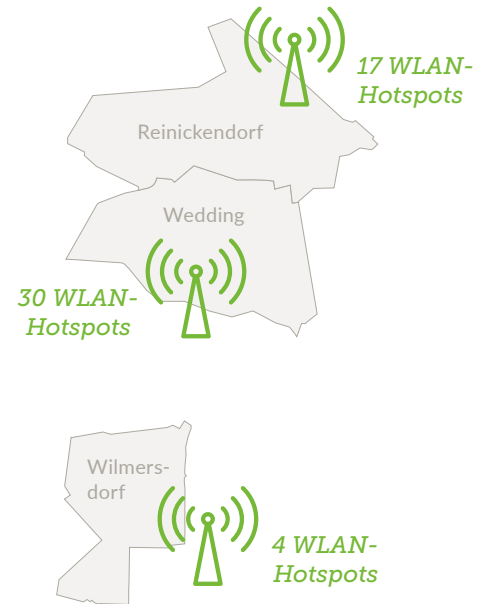 17 WLAN-
Hotspots
Reinickendorf
Wedding
30 WLAN-
Hotspots
Wilmers-
dorf
4 WLAN-
Hotspots